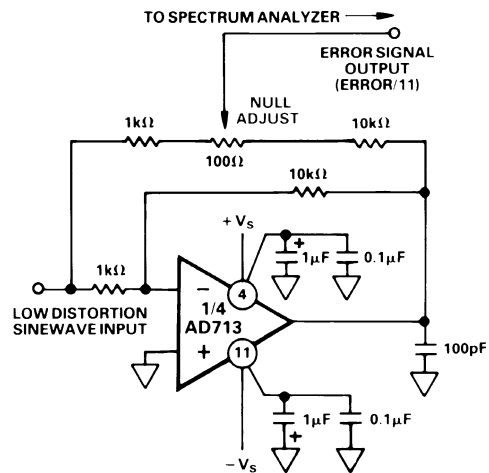 TO SPECTRUM ANALYZER
ERROR SIGNAL
OUTPUT
(ERROR/11)
NULL
ADJUST
1kΩ
100Ω
10kΩ
10kΩ
+VS
1kΩ
LOW DISTORTION
SINEWAVE INPUT
–
1/4
AD713
+
4
11
+
1μF
0.1μF
100pF
1μF
+
0.1μF
–VS